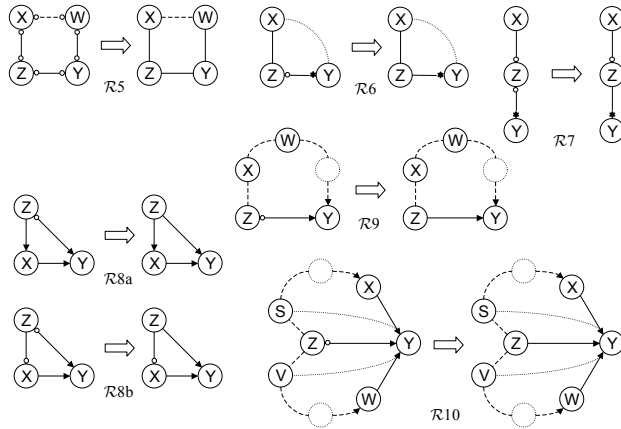 X W X W
Z Y Z Y
R5
X X
Z Y Z Y
R6
X X
Z Z
Y Y
R7
W W
X X
Z Y Z Y
R9
Z Z
X Y X Y
R8a
Z Z
X Y X Y
R8b
X X
S S
Z Y Z Y
V V
W W
R10